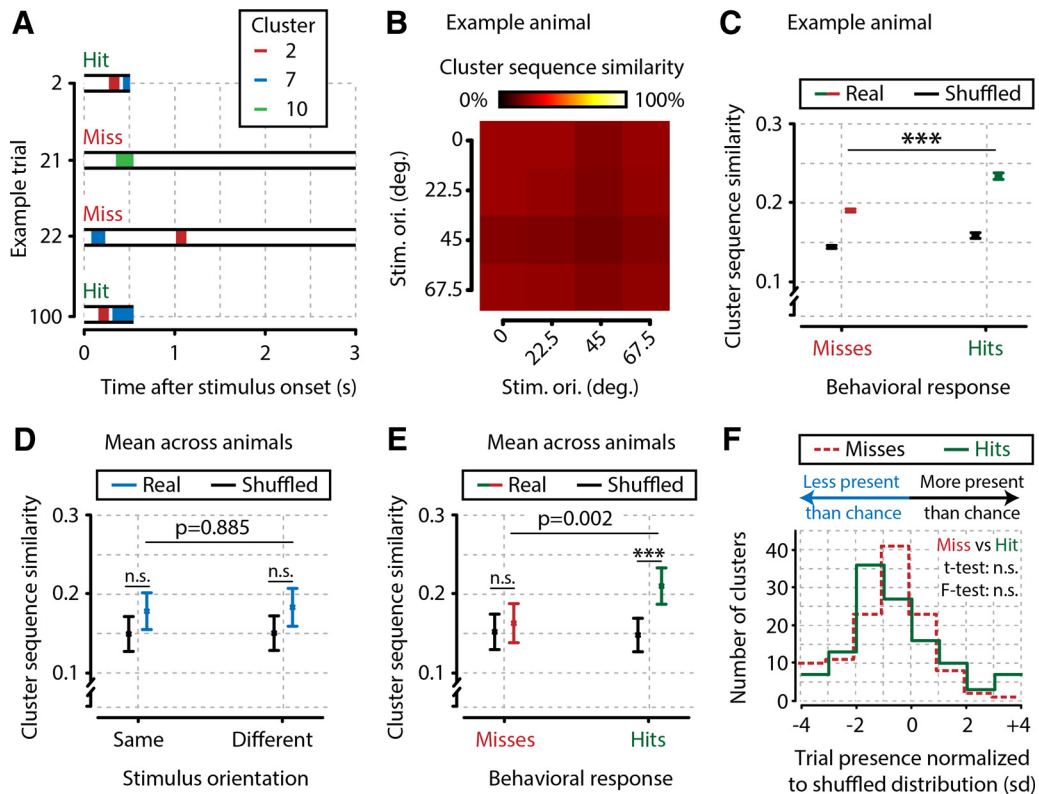 A
Cluster
2
7
10
Hit
2
Miss
21
Miss
22
Hit
100
Example trial
0 1 2 3
Time after stimulus onset (s)
B
Example animal
Cluster sequence similarity
0% 100%
0
22.5
45
67.5
Stim. ori. (deg.)
0 22.5 45 67.5
Stim. ori. (deg.)
C
Example animal
Real Shuffled
0.3
0.2
0.1
***
Cluster sequence similarity
Misses Hits
Behavioral response
D
Mean across animals
Real Shuffled
0.3
0.2
0.1
p=0.885
n.s. n.s.
Cluster sequence similarity
Same Different
Stimulus orientation
E
Mean across animals
Real Shuffled
0.3
0.2
0.1
p=0.002
n.s. ***
Cluster sequence similarity
Misses Hits
Behavioral response
F
Misses Hits
Less present
than chance
More present
than chance
Miss vs Hit
t-test: n.s.
F-test: n.s.
40
30
20
10
0
Number of clusters
-4 -2 0 2 +4
Trial presence normalized
to shuffled distribution (sd)